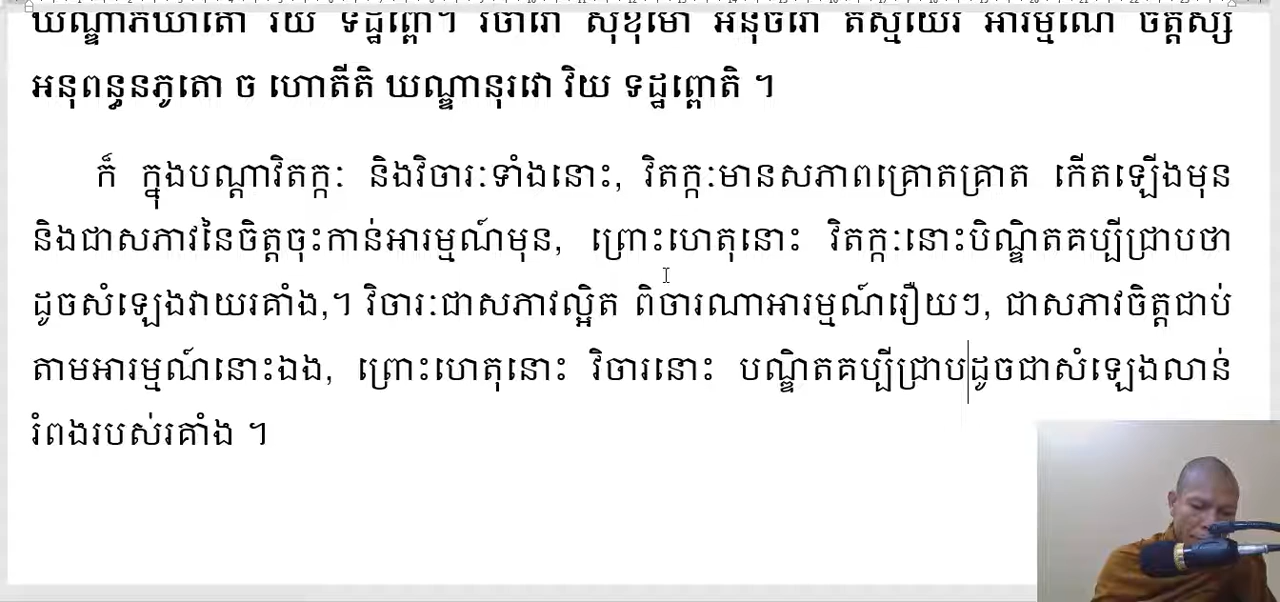 ឃណ្ឌាភិឃាតោ វិយ ទដ្ឋព្ពោ។ វិចារោ សុខុមោ អនុចរោ តស្មិំយេវ អារម្មណេ ចិត្តស្ស
អនុពន្ធនភូតោ ច ហោតីតិ ឃណ្ឌានុរវោ វិយ ទដ្ឋព្ពោតិ ។
ក៏ ក្នុងបណ្តាវិតក្កៈ និងវិចារៈទាំងនោះ, វិតក្កៈមានសភាពគ្រោតគ្រាត កើតឡើងមុន
និងជាសភាវនៃចិត្តចុះកាន់អារម្មណ៍មុន, ព្រោះហេតុនោះ វិតក្កៈនោះបិណ្ឌិតគប្បីជ្រាបថា
ដូចសំឡេងវាយរគាំង,។ វិចារៈជាសភាវល្អិត ពិចារណាអារម្មណ៍រឿយៗ, ជាសភាវចិត្តជាប់
តាមអារម្មណ៍នោះឯង, ព្រោះហេតុនោះ វិចារនោះ បណ្ឌិតគប្បីជ្រាបដូចជាសំឡេងលាន់
រំពងរបស់រគាំង ។